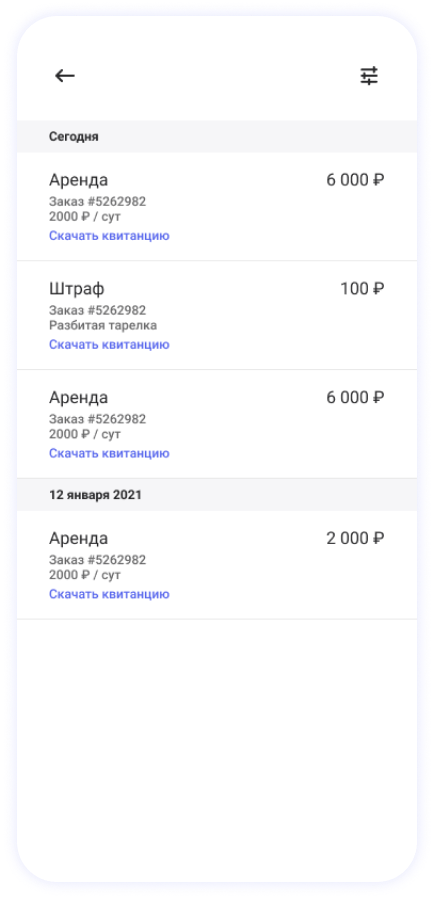 Сегодня
Аренда 6 000 ₽
Заказ #5262982
2000 ₽ / сут
Скачать квитанцию
Штраф 100 ₽
Заказ #5262982
Разбитая тарелка
Скачать квитанцию
Аренда 6 000 ₽
Заказ #5262982
2000 ₽ / сут
Скачать квитанцию
12 января 2021
Аренда 2 000 ₽
Заказ #5262982
2000 ₽ / сут
Скачать квитанцию